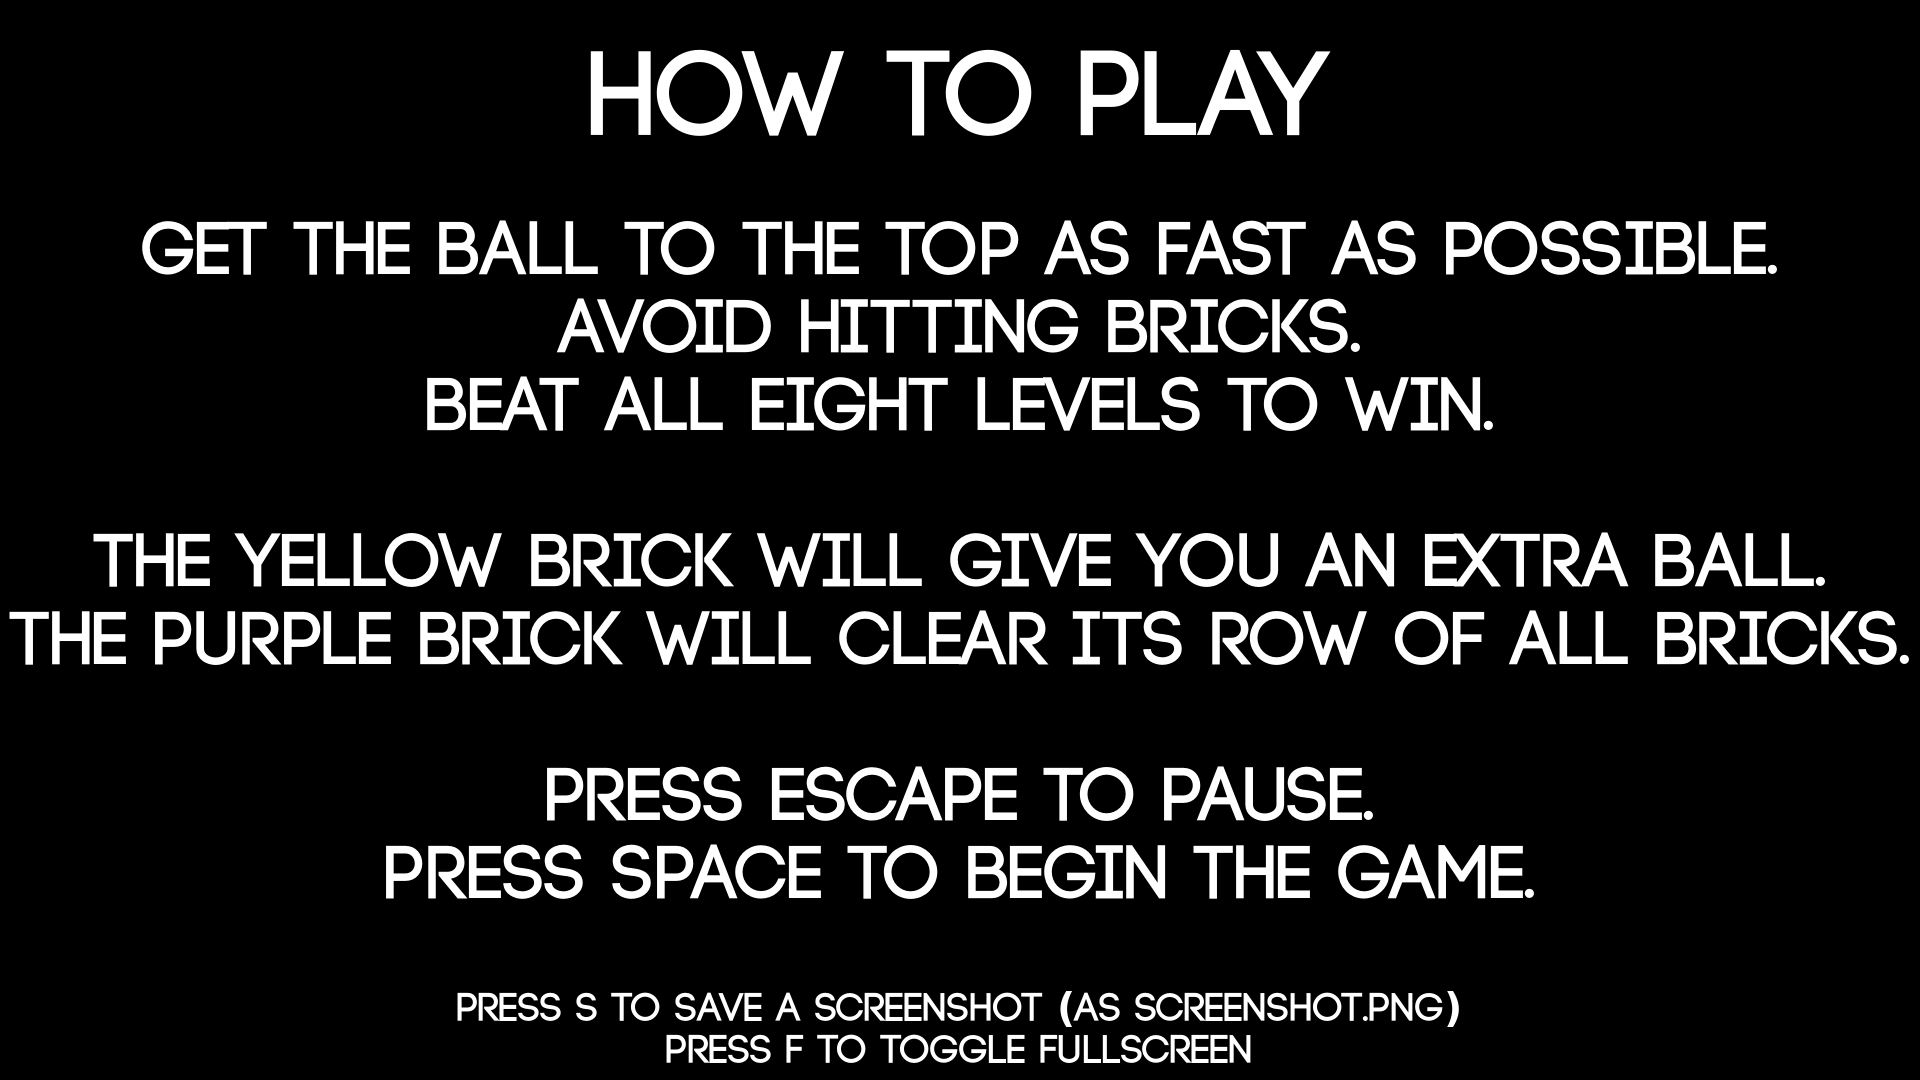 HOW TO PLAY
GET THE BALL TO THE TOP AS FAST AS POSSIBLE.
AVOID HITTING BRICKS.
BEAT ALL EIGHT LEVELS TO WIN.
THE YELLOW BRICK WILL GIVE YOU AN EXTRA BALL.
THE PURPLE BRICK WILL CLEAR ITS ROW OF ALL BRICKS.
PRESS ESCAPE TO PAUSE.
PRESS SPACE TO BEGIN THE GAME.
PRESS S TO SAVE A SCREENSHOT (AS SCREENSHOT.PNG)
PRESS F TO TOGGLE FULLSCREEN